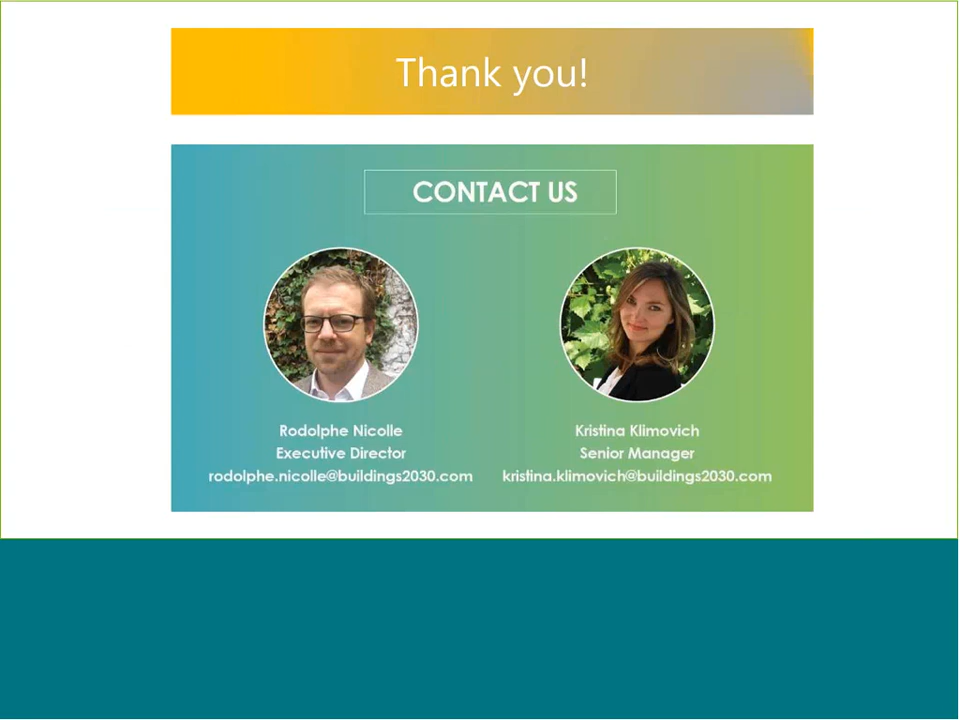 Thank you!
CONTACT US
Rodolphe Nicolle
Executive Director
rodolphe.nicolle@buildings2030.com
Kristina Klimovich
Senior Manager
kristina.klimovich@buildings2030.com